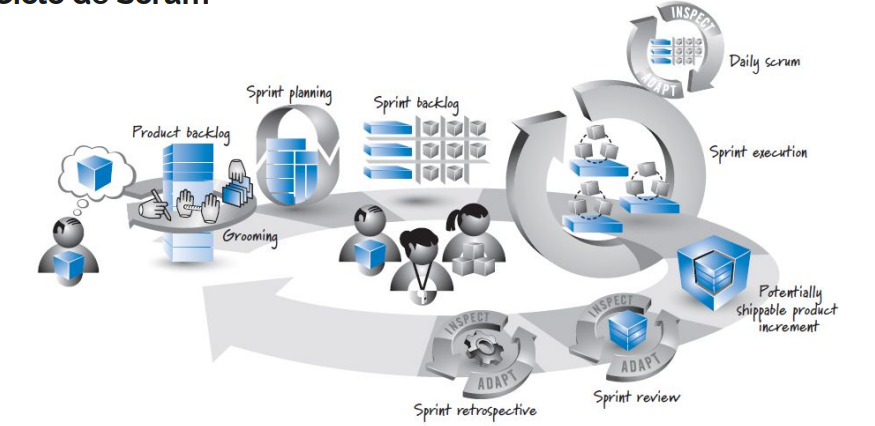 de Scrum
Product backlog
Grooming
Sprint planning
Sprint backlog
INSPECT
ADAPT
Daily scrum
Sprint execution
Potentially
shippable product
increment
INSPECT
ADAPT
Sprint review
INSPECT
ADAPT
Sprint retrospective